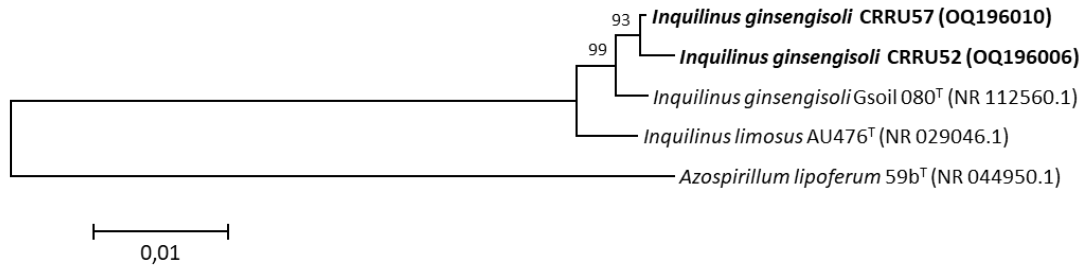 93
Inquilinus ginsengisoli CRRU57 (OQ196010)
99
Inquilinus ginsengisoli CRRU52 (OQ196006)
Inquilinus ginsengisoli Gsoil 080ᵀ (NR 112560.1)
Inquilinus limosus AU476ᵀ (NR 029046.1)
Azospirillum lipoferum 59bᵀ (NR 044950.1)
0,01